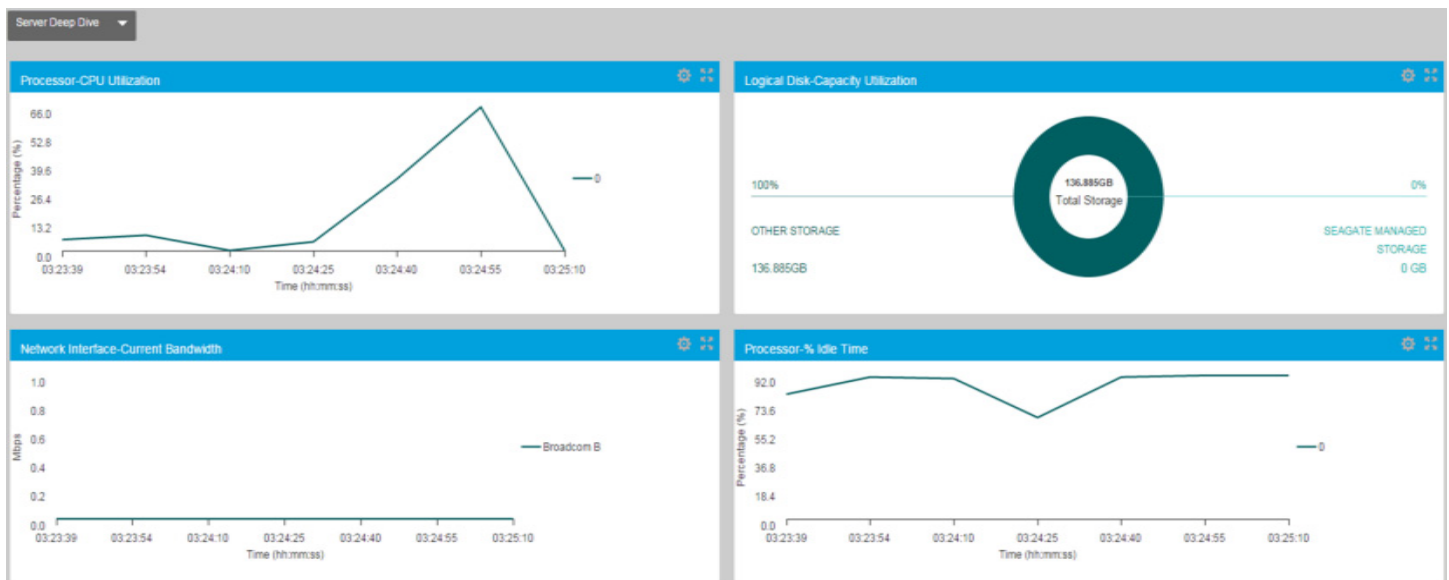 Server Deep Dive
Processor-CPU Utilization
Percentage (%)
66.0
52.8
39.6
26.4
13.2
0.0
03:23:39 03:23:54 03:24:10 03:24:25 03:24:40 03:24:55 03:25:10
Time (hh:mm:ss)
0
Logical Disk-Capacity Utilization
100%
OTHER STORAGE
136.885GB
136.885GB
Total Storage
0%
SEAGATE MANAGED
STORAGE
0 GB
Network Interface-Current Bandwidth
Mbps
1.0
0.8
0.6
0.4
0.2
0.0
03:23:39 03:23:54 03:24:10 03:24:25 03:24:40 03:24:55 03:25:10
Time (hh:mm:ss)
Broadcom B
Processor-% Idle Time
Percentage (%)
92.0
73.6
55.2
36.8
18.4
0.0
03:23:39 03:23:54 03:24:10 03:24:25 03:24:40 03:24:55 03:25:10
Time (hh:mm:ss)
0